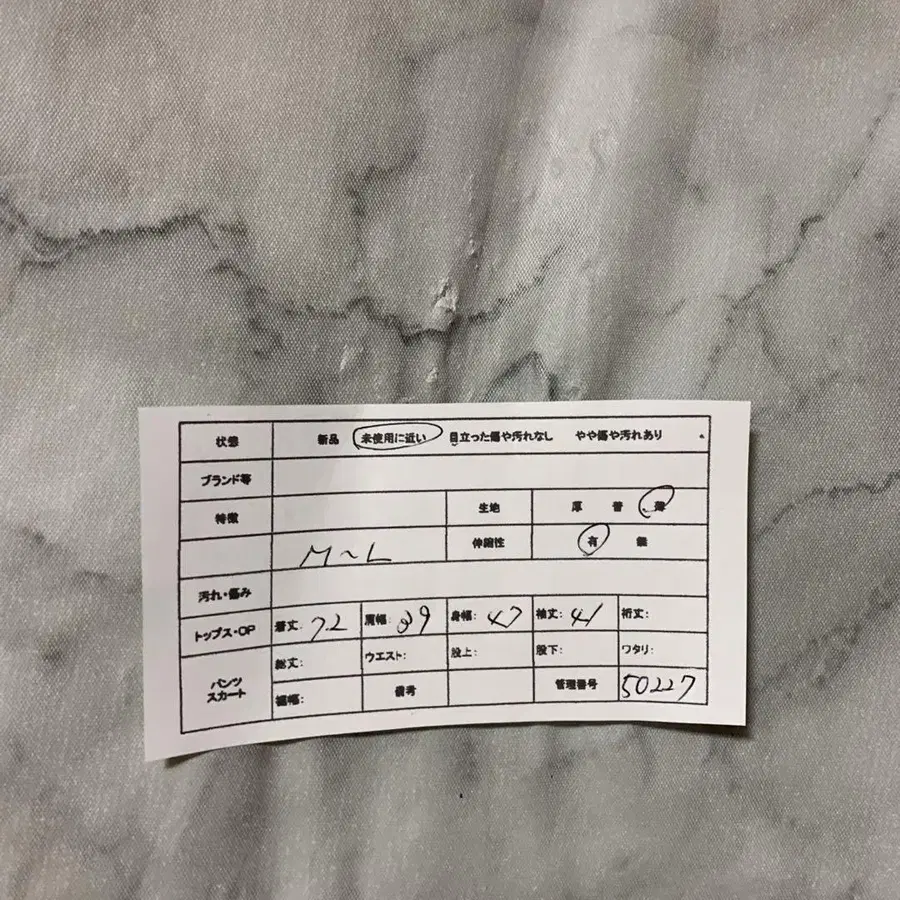 状態 新品 未使用に近い 目立った傷や汚れなし やや傷や汚れあり
ブランド等
特徴 生地 厚 普 薄
M~L 伸縮性 有 無
汚れ・傷み
トップス・OP 着丈: 72 肩幅: 39 身幅: 47 袖丈: 41 裄丈:
パンツ スカート 総丈: ウエスト: 股上: 股下: ワタリ:
裾幅: 備考 管理番号 50227